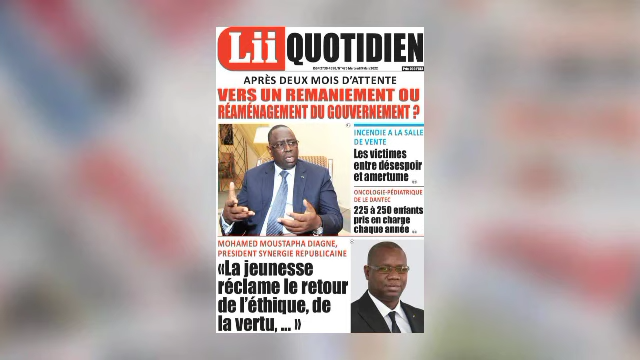 Lii QUOTIDIEN
APRÈS DEUX MOIS D'ATTENTE
VERS UN REMANIEMENT OU
RÉAMÉNAGEMENT DU GOUVERNEMENT ?
INCENDIE A LA SALLE
DE VENTE
Les victimes
entre désespoir
et amertume
ONCOLOGIE-PÉDIATRIQUE
DE LE DANTEC
225 à 250 enfants
pris en charge
chaque année
MOHAMED MOUSTAPHA DIAGNE,
PRESIDENT SYNERGIE REPUBLICAINE
«La jeunesse
réclame le retour
de l'éthique, de
la vertu, ... »